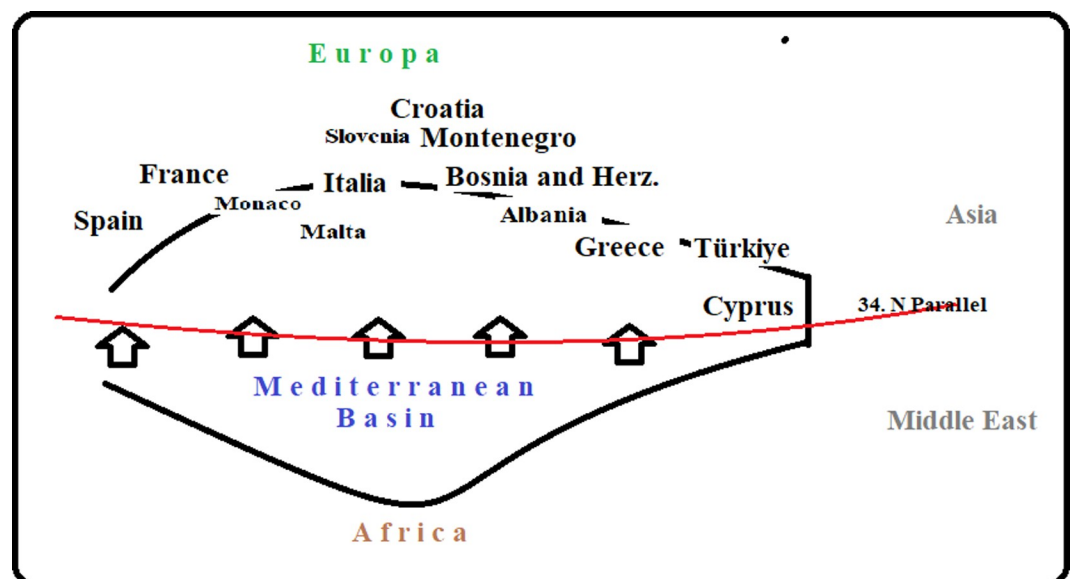 Europa
Croatia
Slovenia Montenegro
France Italia Bosnia and Herz.
Monaco
Spain Malta Albania Asia
Greece Türkiye
Cyprus 34. N Parallel
Mediterranean
Basin
Middle East
Africa